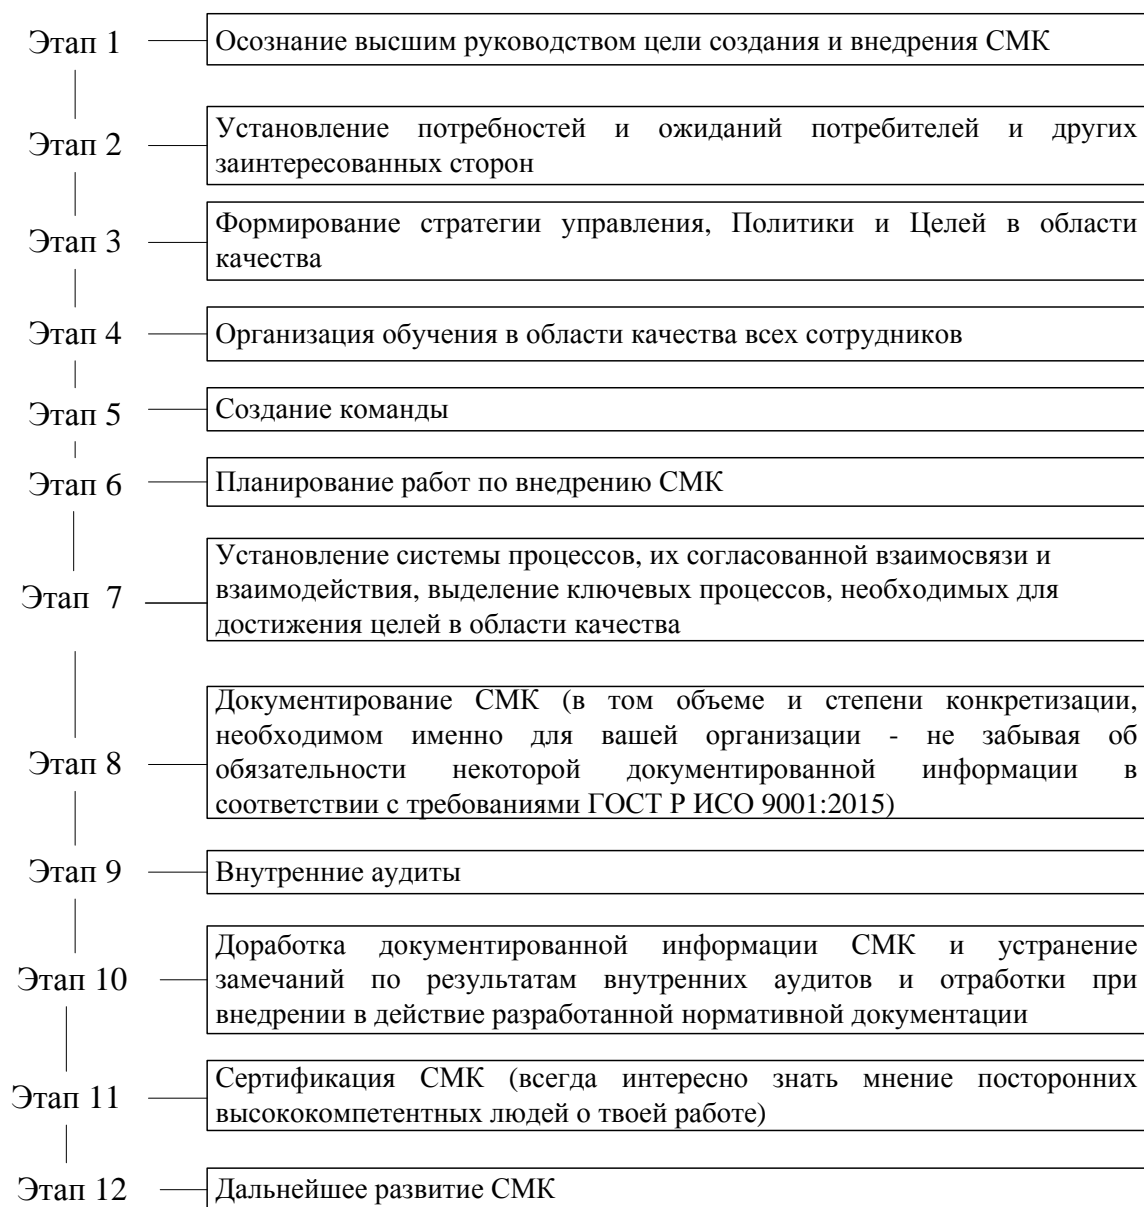 Этап 1
Осознание высшим руководством цели создания и внедрения СМК
Этап 2
Установление потребностей и ожиданий потребителей и других
заинтересованных сторон
Этап 3
Формирование стратегии управления, Политики и Целей в области
качества
Этап 4
Организация обучения в области качества всех сотрудников
Этап 5
Создание команды
Этап 6
Планирование работ по внедрению СМК
Этап 7
Установление системы процессов, их согласованной взаимосвязи и
взаимодействия, выделение ключевых процессов, необходимых для
достижения целей в области качества
Этап 8
Документирование СМК (в том объеме и степени конкретизации,
необходимом именно для вашей организации - не забывая об
обязательности некоторой документированной информации в
соответствии с требованиями ГОСТ Р ИСО 9001:2015)
Этап 9
Внутренние аудиты
Этап 10
Доработка документированной информации СМК и устранение
замечаний по результатам внутренних аудитов и отработки при
внедрении в действие разработанной нормативной документации
Этап 11
Сертификация СМК (всегда интересно знать мнение посторонних
высококомпетентных людей о твоей работе)
Этап 12
Дальнейшее развитие СМК